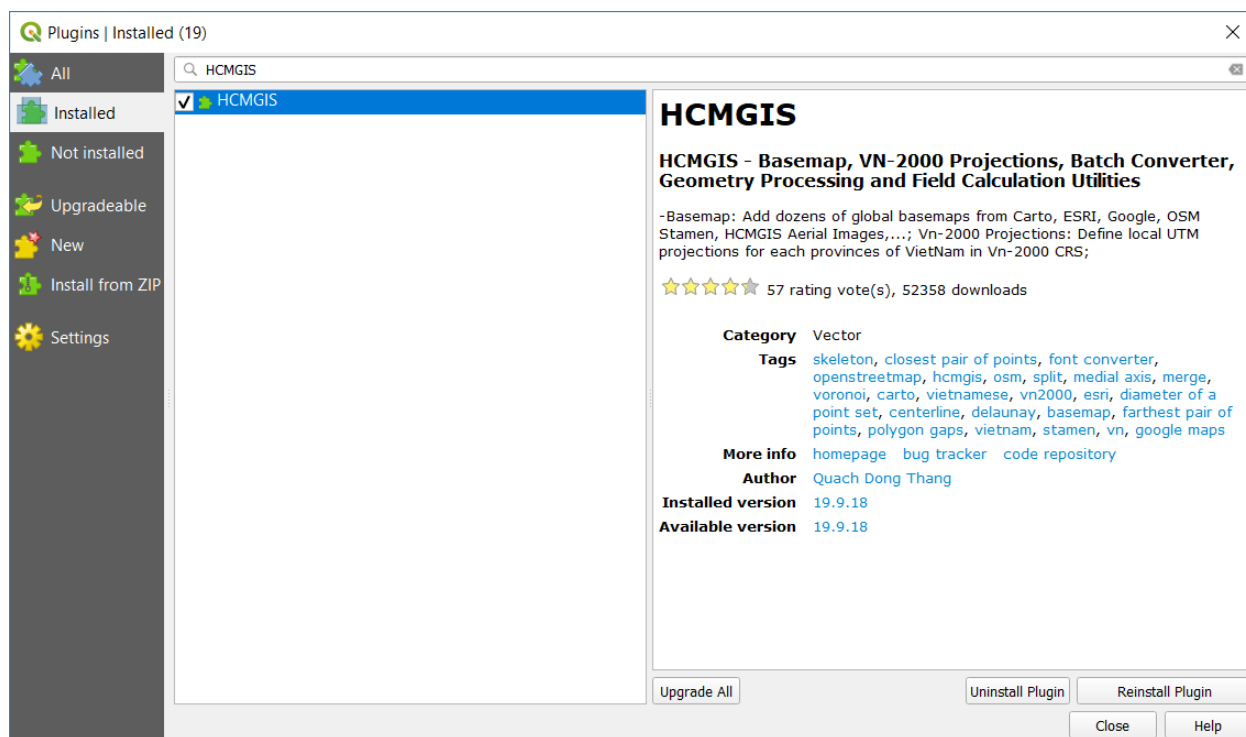 Plugins | Installed (19)
All
Installed
Not installed
Upgradeable
New
Install from ZIP
Settings
HCMGIS
HCMGIS
HCMGIS
HCMGIS - Basemap, VN-2000 Projections, Batch Converter,
Geometry Processing and Field Calculation Utilities
-Basemap: Add dozens of global basemaps from Carto, ESRI, Google, OSM
Stamen, HCMGIS Aerial Images,...; Vn-2000 Projections: Define local UTM
projections for each provinces of VietNam in Vn-2000 CRS;
57 rating vote(s), 52358 downloads
Category Vector
Tags skeleton, closest pair of points, font converter,
openstreetmap, hcmgis, osm, split, medial axis, merge,
voronoi, carto, vietnamese, vn2000, esri, diameter of a
point set, centerline, delaunay, basemap, farthest pair of
points, polygon gaps, vietnam, stamen, vn, google maps
More info homepage bug tracker code repository
Author Quach Dong Thang
Installed version 19.9.18
Available version 19.9.18
Upgrade All Uninstall Plugin Reinstall Plugin
Close Help